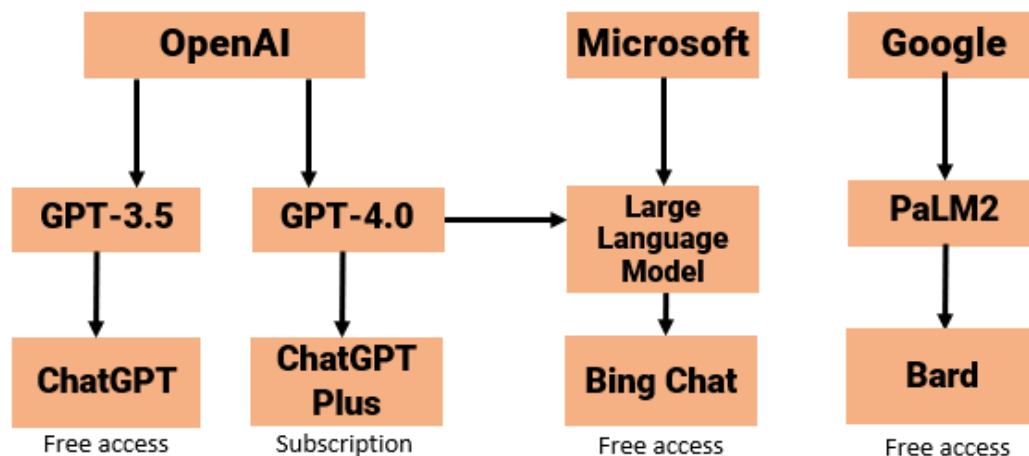 OpenAI
Microsoft
Google
GPT-3.5
GPT-4.0
Large
Language
Model
PaLM2
ChatGPT
ChatGPT
Plus
Bing Chat
Bard
Free access
Subscription
Free access
Free access